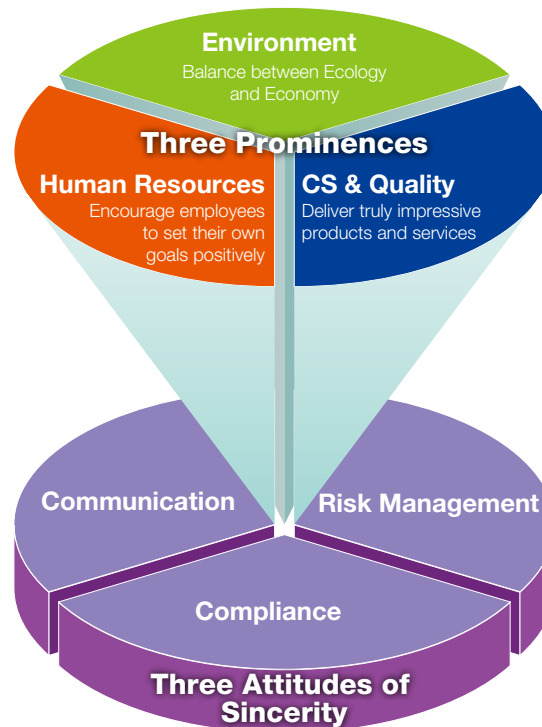 Environment
Balance between Ecology
and Economy
Three Prominences
Human Resources
Encourage employees
to set their own
goals positively
CS & Quality
Deliver truly impressive
products and services
Communication
Risk Management
Compliance
Three Attitudes of
Sincerity